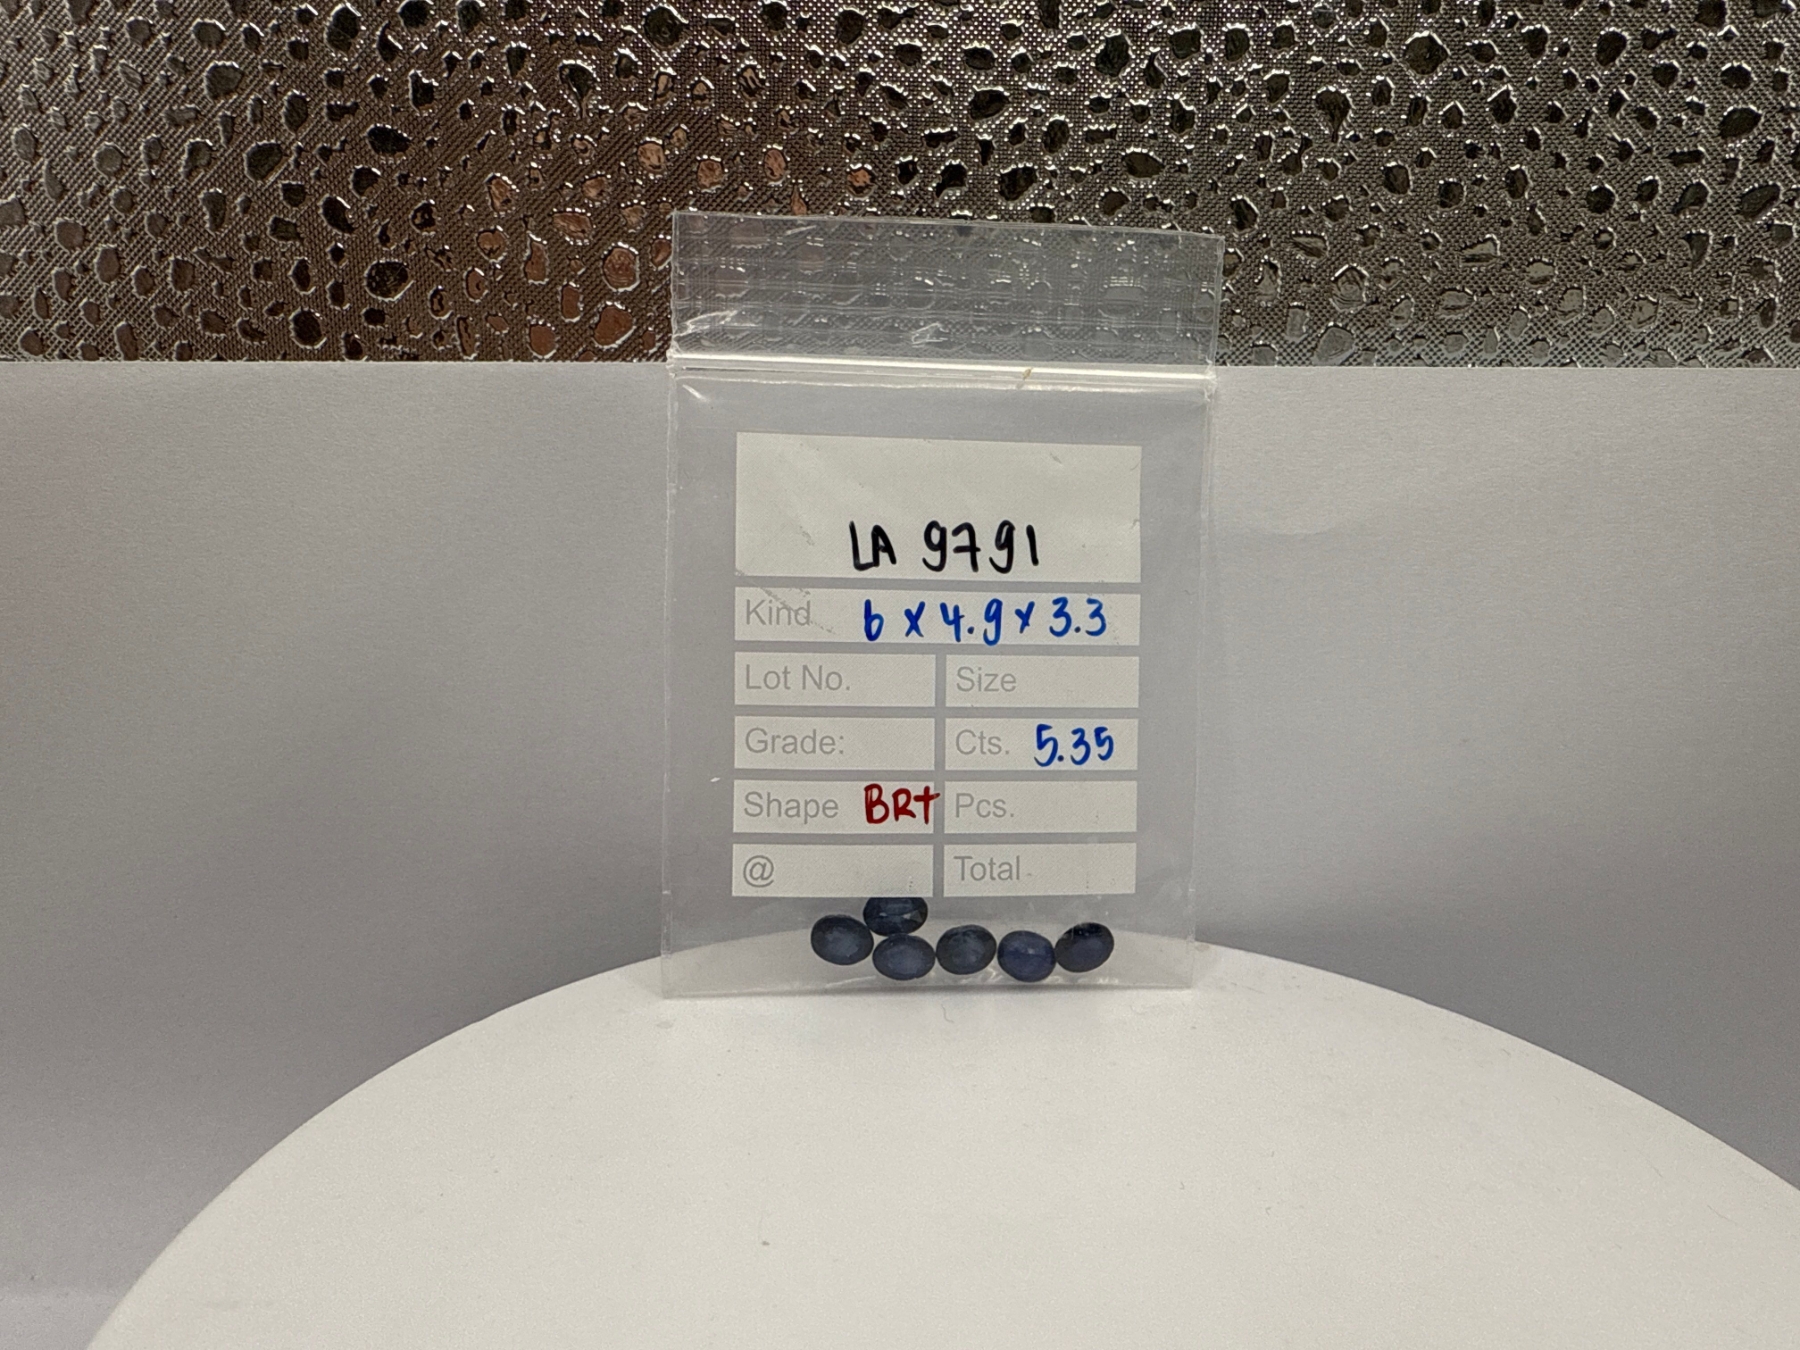 LA 9791
Kind 6 x 4.9 x 3.3
Lot No. Size
Grade: Cts. 5.35
Shape BRT Pcs.
@ Total